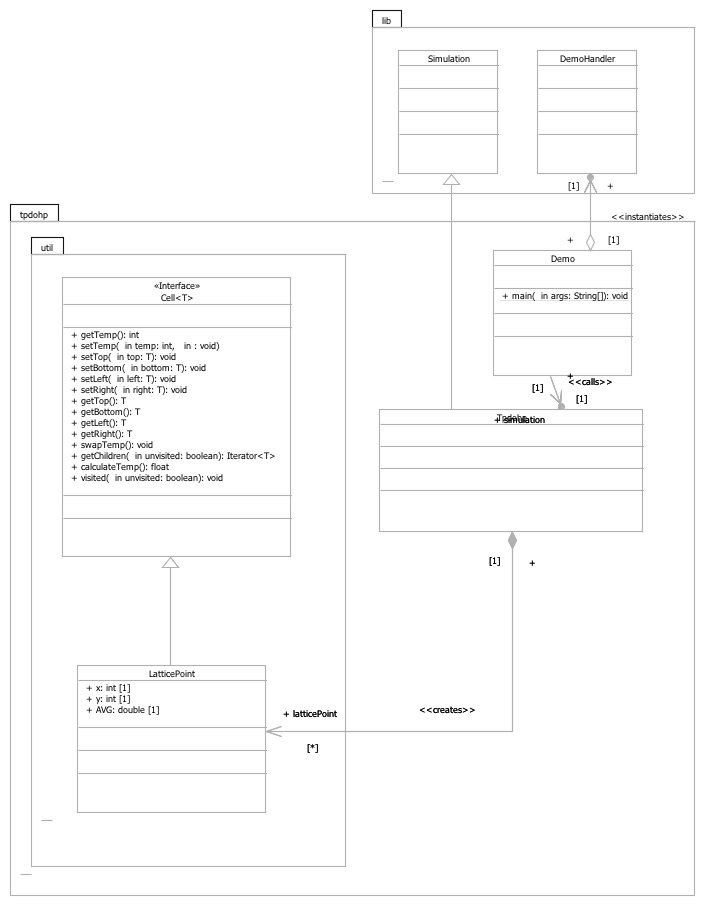 lib
Simulation
DemoHandler
[1] +
tpdohp
<<instantiates>>
util
+ [1]
Demo
«Interface»
Cell<T>
+ main(  in args: String[]): void
+ getTemp(): int
+ setTemp(  in temp: int,   in : void)
+ setTop(  in top: T): void
+ setBottom(  in bottom: T): void
+ setLeft(  in left: T): void
+ setRight(  in right: T): void
+ getTop(): T
+ getBottom(): T
+ getLeft(): T
+ getRight(): T
+ swapTemp(): void
+ getChildren(  in unvisited: boolean): Iterator<T>
+ calculateTemp(): float
+ visited(  in unvisited: boolean): void
+
<<calls>>
[1]
[1]
+ simulation
[1] +
LatticePoint
+ x: int [1]
+ y: int [1]
+ AVG: double [1]
+ latticePoint
<<creates>>
[*]